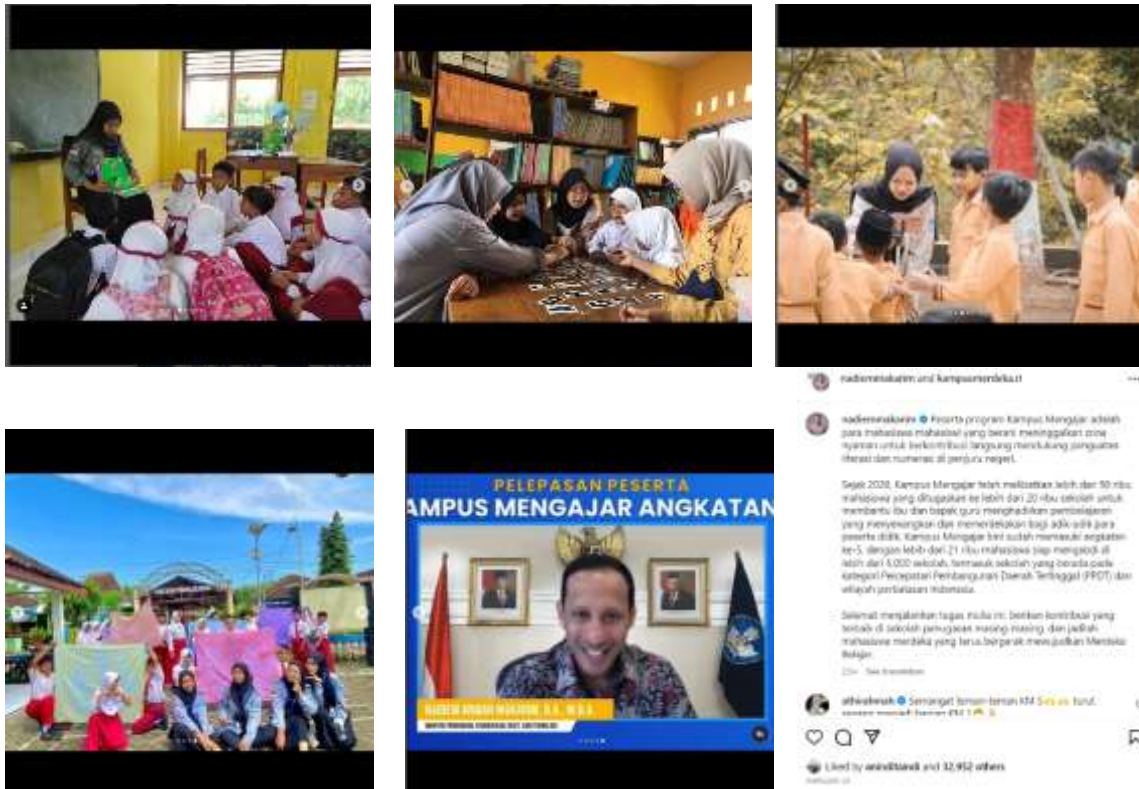 PELEPASAN PESERTA
AMPUS MENGAJAR ANGKATAN
NADIEM ANWAR MAKARIM, B.A., M.B.A.
nadiemmakarim and kampusmerdeka.ri
nadiemmakarim Peserta program Kampus Mengajar adalah
para mahasiswa mahasiswi yang berani meninggalkan zona
nyaman untuk berkontribusi langsung mendukung penguatan
literasi dan numerasi di penjuru negeri.
Sejak 2020, Kampus Mengajar telah melibatkan lebih dari 90 ribu
mahasiswa yang ditugaskan ke lebih dari 20 ribu sekolah untuk
membantu ibu dan bapak guru menghadirkan pembelajaran
yang menyenangkan dan memerdekakan bagi adik-adik para
peserta didik. Kampus Mengajar kini sudah memasuki angkatan
ke-5, dengan lebih dari 21 ribu mahasiswa siap mengabdi di
lebih dari sekolah, termasuk sekolah yang berada pada
kategori Percepatan Pembangunan Daerah Tertinggal (PPDT) dan
wilayah perbatasan Indonesia.
Selamat menjalankan tugas mulia ini, berikan kontribusi yang
terbaik di sekolah penugasan masing-masing, dan jadilah
mahasiswa merdeka yang terus bergerak mewujudkan Merdeka
Belajar.
See translation
Semangat teman-teman KM 5 turut
Liked by and 32,952 others